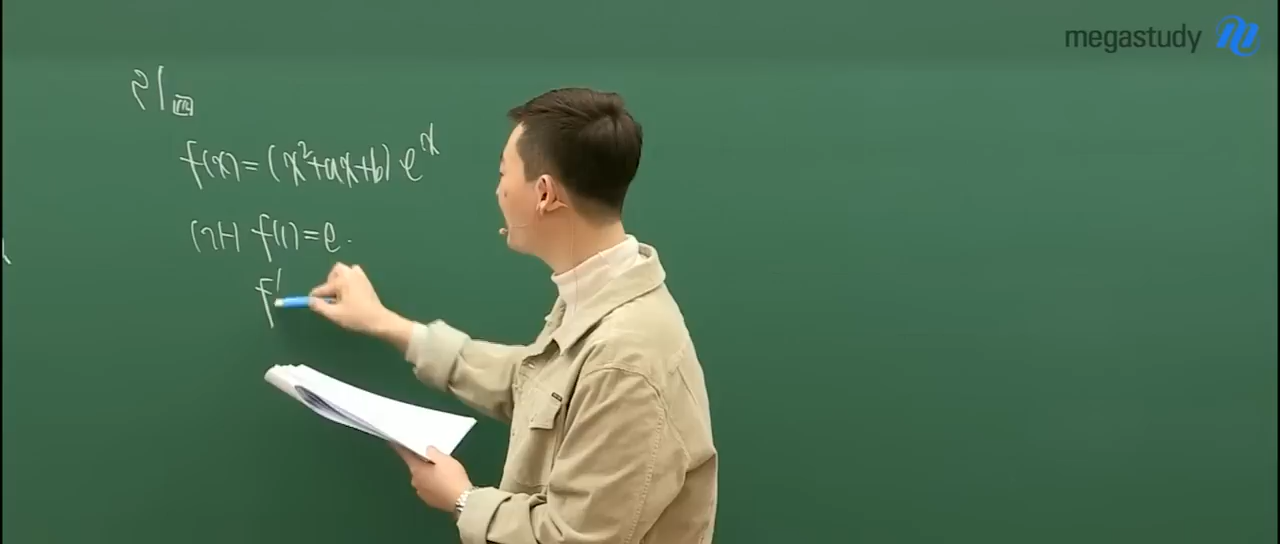 megastudy
21
f(x)=(x²+ax+b)e^x
(가) f(1)=e.
f'